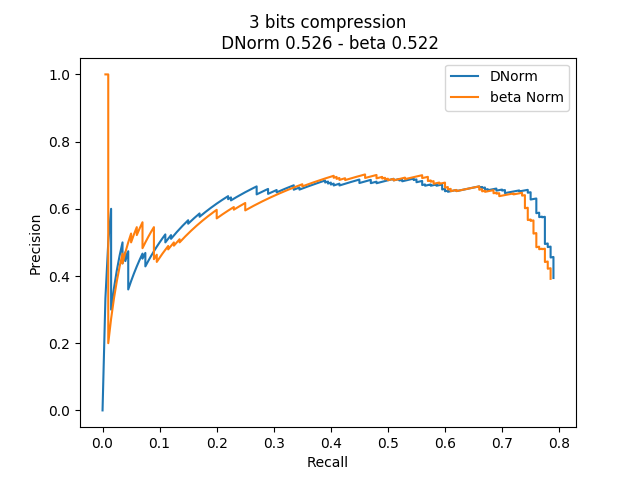 3 bits compression
DNorm 0.526 - beta 0.522
DNorm
beta Norm
Precision
1.0
0.8
0.6
0.4
0.2
0.0
0.0 0.1 0.2 0.3 0.4 0.5 0.6 0.7 0.8
Recall